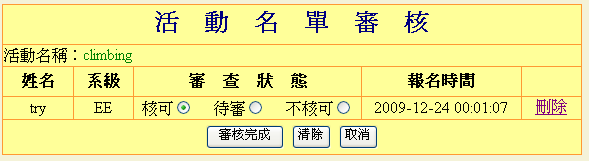 活 動 名 單 審 核
活動名稱：climbing
姓名 系級 審 查 狀 態 報名時間
try EE 核可 待審 不核可 2009-12-24 00:01:07 刪除
審核完成 清除 取消